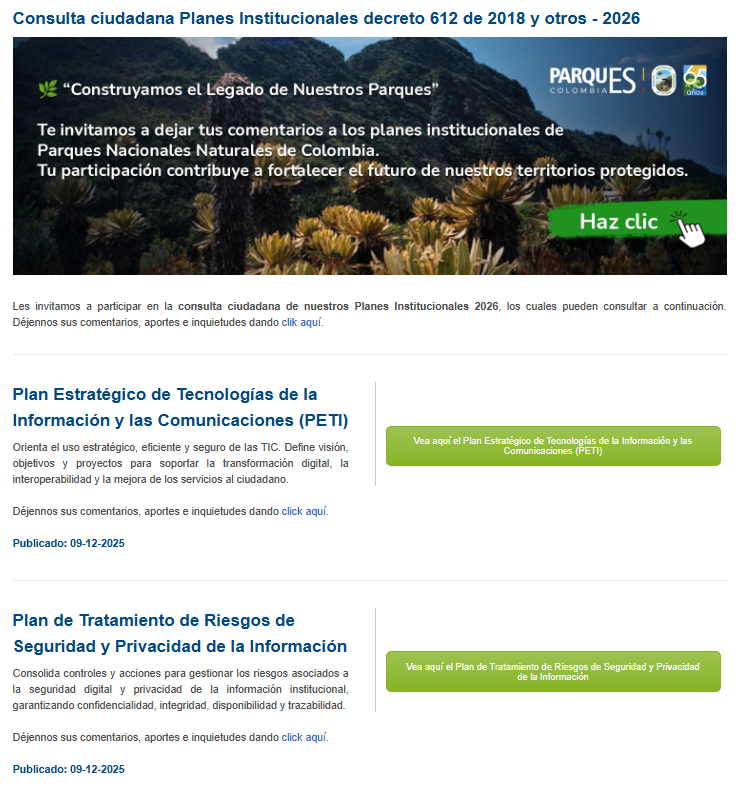 Consulta ciudadana Planes Institucionales decreto 612 de 2018 y otros - 2026
PARQUES
COLOMBIA
65
años
“Construyamos el Legado de Nuestros Parques”
Te invitamos a dejar tus comentarios a los planes institucionales de
Parques Nacionales Naturales de Colombia.
Tu participación contribuye a fortalecer el futuro de nuestros territorios protegidos.
Haz clic
Les invitamos a participar en la consulta ciudadana de nuestros Planes Institucionales 2026, los cuales pueden consultar a continuación.
Déjennos sus comentarios, aportes e inquietudes dando clik aquí.
Plan Estratégico de Tecnologías de la
Información y las Comunicaciones (PETI)
Orienta el uso estratégico, eficiente y seguro de las TIC. Define visión,
objetivos y proyectos para soportar la transformación digital, la
interoperabilidad y la mejora de los servicios al ciudadano.
Déjennos sus comentarios, aportes e inquietudes dando click aquí.
Publicado: 09-12-2025
Vea aquí el Plan Estratégico de Tecnologías de la Información y las
Comunicaciones (PETI)
Plan de Tratamiento de Riesgos de
Seguridad y Privacidad de la Información
Consolida controles y acciones para gestionar los riesgos asociados a
la seguridad digital y privacidad de la información institucional,
garantizando confidencialidad, integridad, disponibilidad y trazabilidad.
Déjennos sus comentarios, aportes e inquietudes dando click aquí.
Publicado: 09-12-2025
Vea aquí el Plan de Tratamiento de Riesgos de Seguridad y Privacidad
de la Información